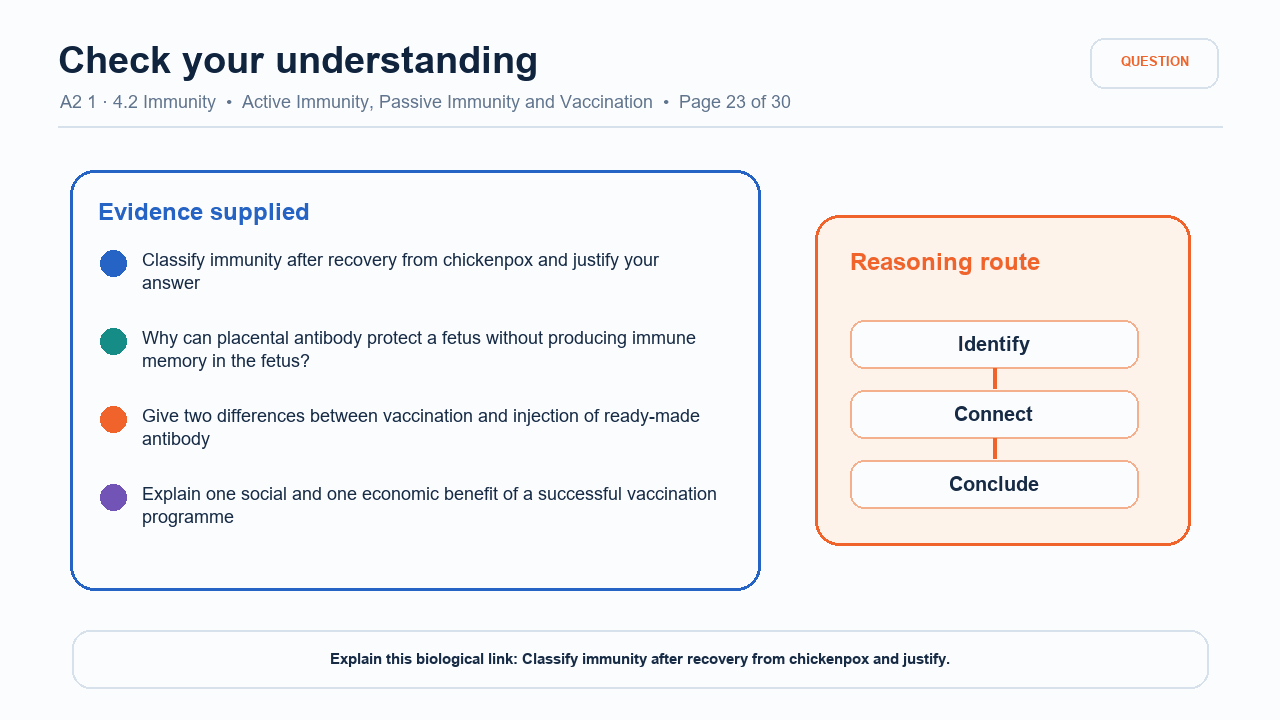 Check your understanding
QUESTION
A2 1 · 4.2 Immunity • Active Immunity, Passive Immunity and Vaccination • Page 23 of 30
Evidence supplied
Classify immunity after recovery from chickenpox and justify your
answer
Why can placental antibody protect a fetus without producing immune
memory in the fetus?
Give two differences between vaccination and injection of ready-made
antibody
Explain one social and one economic benefit of a successful vaccination
programme
Reasoning route
Identify
Connect
Conclude
Explain this biological link: Classify immunity after recovery from chickenpox and justify.